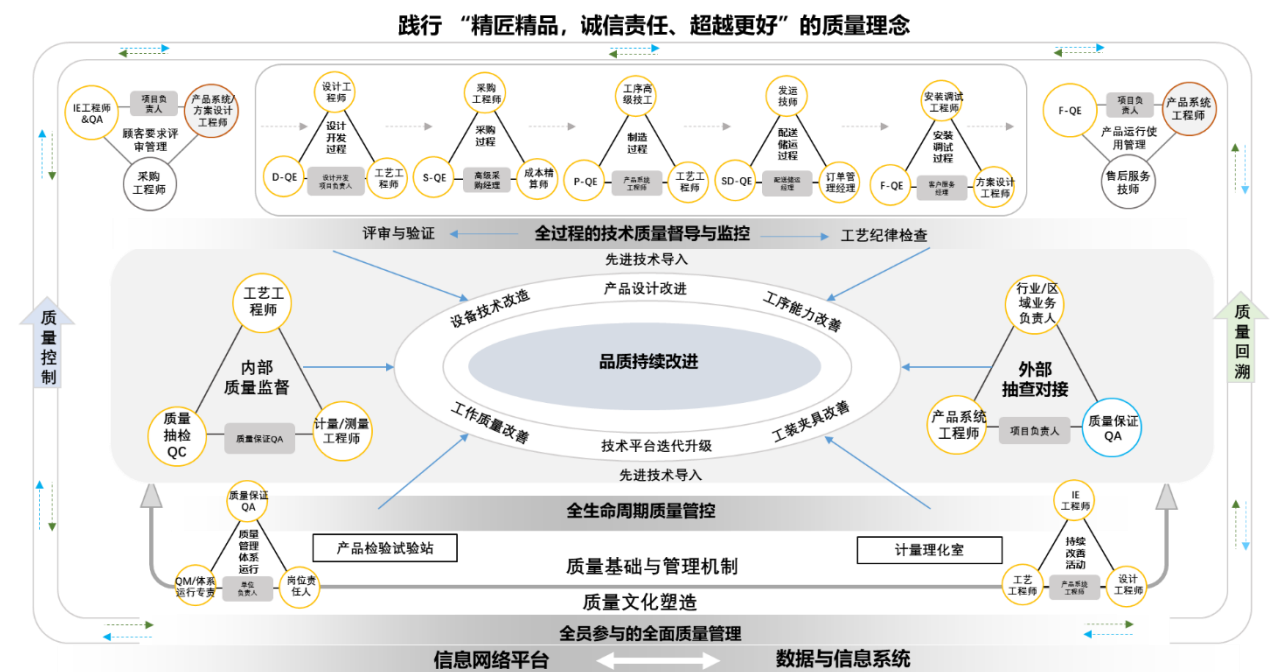 践行 “精匠精品，诚信责任、超越更好”的质量理念
IE工程师
&QA
项目负
责人
产品系统/
方案设计
工程师
顾客要求评
审管理
采购
工程师
设计工
程师
设计
开发
过程
D-QE
设计开发
项目负责人
工艺工
程师
采购
工程师
采购
过程
S-QE
高级采
购经理
成本精
算师
工序高
级技工
制造
过程
P-QE
产品系统
工程师
工艺工
程师
发运
技师
配送
储运
过程
SD-QE
配送储运
经理
订单管
理经理
安装调试
工程师
安装
调试
过程
F-QE
客户服务
经理
方案设计
工程师
F-QE
项目负
责人
产品系统
工程师
产品运行使
用管理
售后服务
技师
评审与验证
全过程的技术质量督导与监控
工艺纪律检查
先进技术导入
质量控制
工艺工
程师
内部
质量监督
质量
抽检
QC
质量保证QA
计量/测量
工程师
设备技术改造
产品设计改进
工序能力改善
品质持续改进
工作质量改善
技术平台迭代升级
工装夹具改善
行业/区
域业务
负责人
外部
抽查对接
产品系统
工程师
项目负责人
质量保证
QA
质量回溯
先进技术导入
全生命周期质量管控
质量保证
QA
质量
管理
体系
运行
QM/体系
运行专责
单位
负责人
岗位责
任人
产品检验试验站
计量理化室
IE
工程师
持续
改善
活动
工艺
工程师
产品系统
工程师
设计
工程师
质量基础与管理机制
质量文化塑造
全员参与的全面质量管理
信息网络平台
数据与信息系统